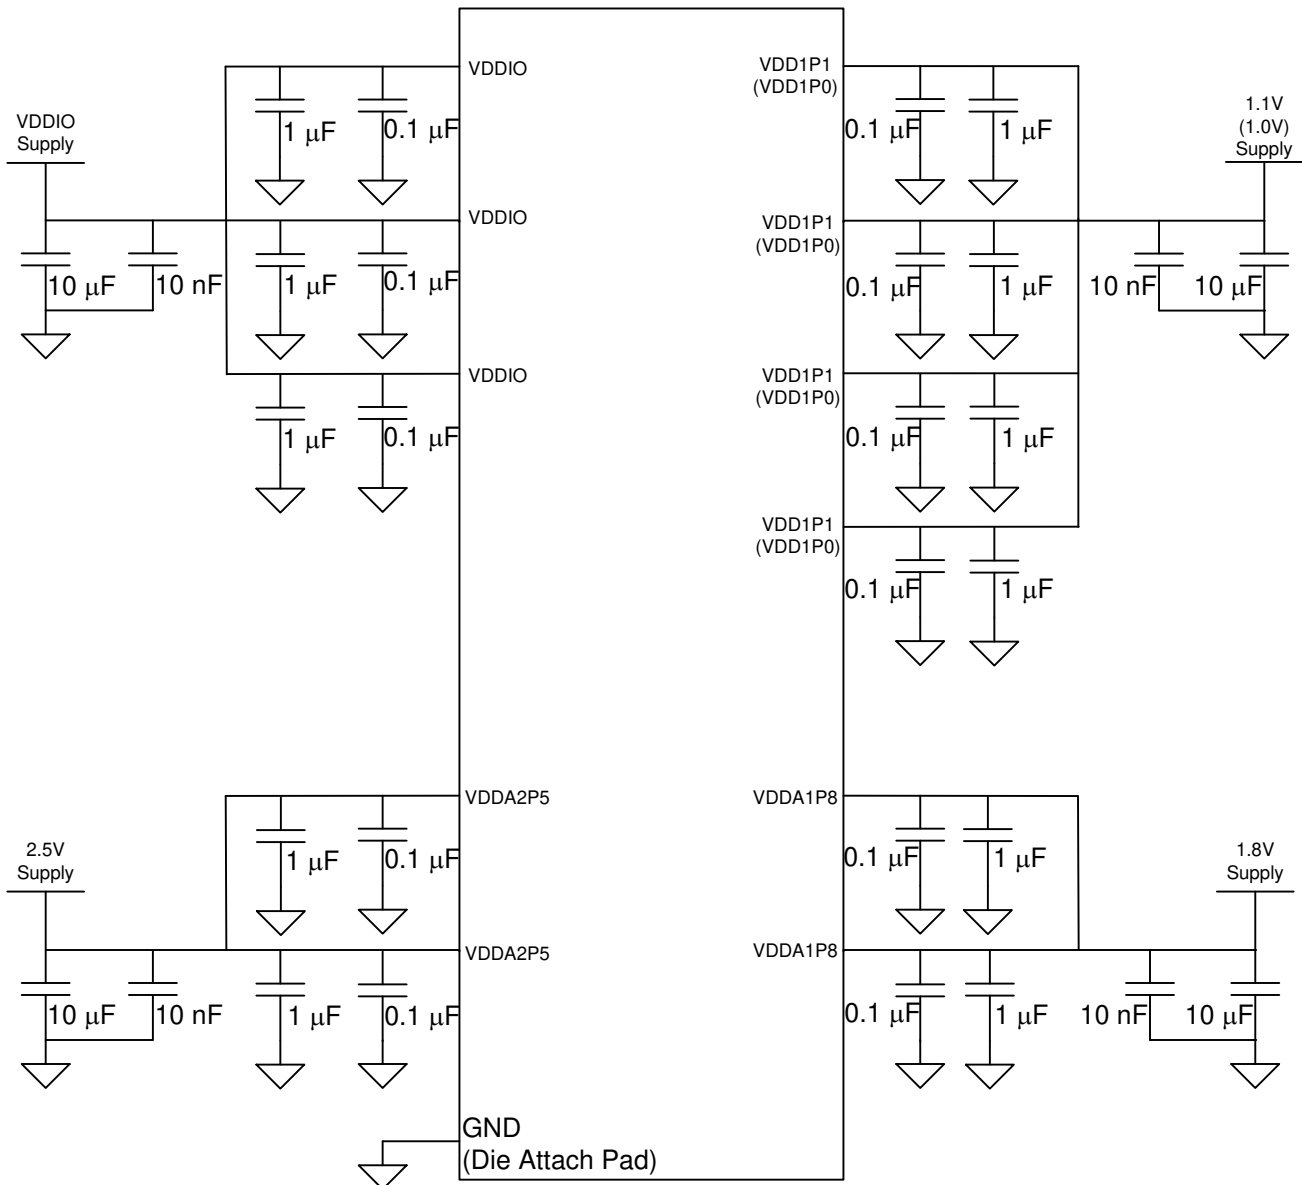 VDDIO
Supply
10 μF
10 nF
1 μF
0.1 μF
VDDIO
1 μF
0.1 μF
VDDIO
1 μF
0.1 μF
VDDIO
VDD1P1
(VDD1P0)
0.1 μF
1 μF
VDD1P1
(VDD1P0)
0.1 μF
1 μF
VDD1P1
(VDD1P0)
0.1 μF
1 μF
VDD1P1
(VDD1P0)
0.1 μF
1 μF
1.1V
(1.0V)
Supply
10 nF
10 μF
2.5V
Supply
10 μF
10 nF
VDDA2P5
1 μF
0.1 μF
VDDA2P5
1 μF
0.1 μF
VDDA1P8
0.1 μF
1 μF
VDDA1P8
0.1 μF
1 μF
1.8V
Supply
10 nF
10 μF
GND
(Die Attach Pad)